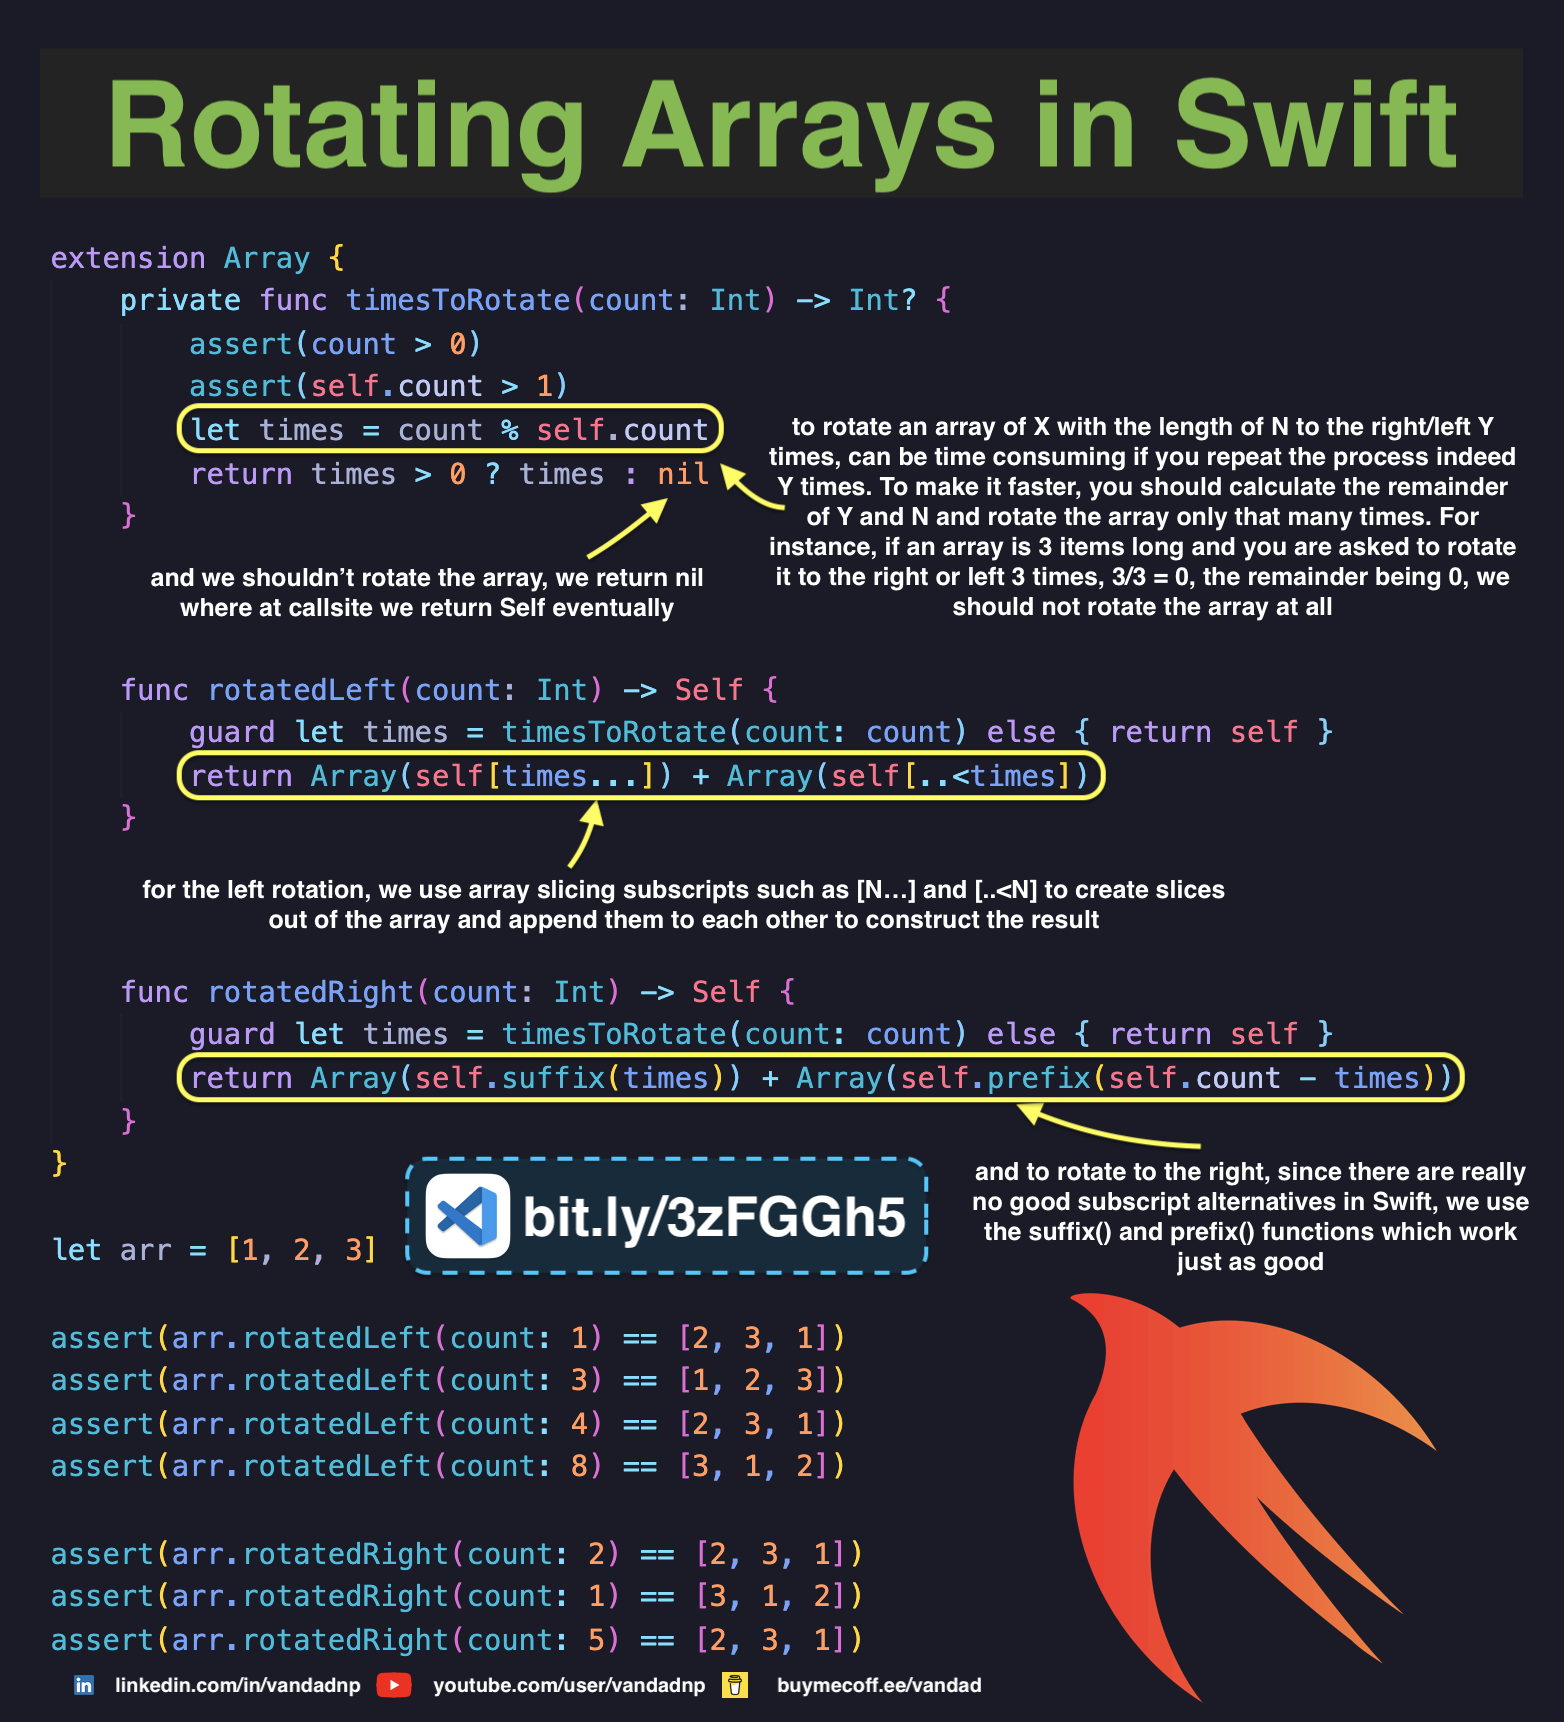 Rotating Arrays in Swift
extension Array {
private func timesToRotate(count: Int) -> Int? {
assert(count > 0)
assert(self.count > 1)
let times = count % self.count
return times > 0 ? times : nil
}
to rotate an array of X with the length of N to the right/left Y
times, can be time consuming if you repeat the process indeed
Y times. To make it faster, you should calculate the remainder
of Y and N and rotate the array only that many times. For
instance, if an array is 3 items long and you are asked to rotate
it to the right or left 3 times, 3/3 = 0, the remainder being 0, we
should not rotate the array at all
and we shouldn’t rotate the array, we return nil
where at callsite we return Self eventually
func rotatedLeft(count: Int) -> Self {
guard let times = timesToRotate(count: count) else { return self }
return Array(self[times...]) + Array(self[..<times])
}
for the left rotation, we use array slicing subscripts such as [N…] and [..<N] to create slices
out of the array and append them to each other to construct the result
func rotatedRight(count: Int) -> Self {
guard let times = timesToRotate(count: count) else { return self }
return Array(self.suffix(times)) + Array(self.prefix(self.count - times))
}
}
and to rotate to the right, since there are really
no good subscript alternatives in Swift, we use
the suffix() and prefix() functions which work
just as good
bit.ly/3zFGGh5
let arr = [1, 2, 3]
assert(arr.rotatedLeft(count: 1) == [2, 3, 1])
assert(arr.rotatedLeft(count: 3) == [1, 2, 3])
assert(arr.rotatedLeft(count: 4) == [2, 3, 1])
assert(arr.rotatedLeft(count: 8) == [3, 1, 2])
assert(arr.rotatedRight(count: 2) == [2, 3, 1])
assert(arr.rotatedRight(count: 1) == [3, 1, 2])
assert(arr.rotatedRight(count: 5) == [2, 3, 1])
in linkedin.com/in/vandadnp youtube.com/user/vandadnp buymecoff.ee/vandad